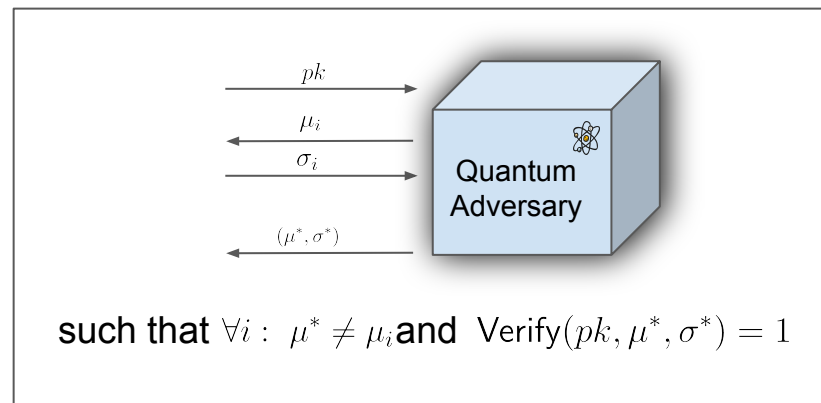 pk
μ_i
σ_i
Quantum
Adversary
(μ*, σ*)
such that ∀i : μ* ≠ μ_i and Verify(pk, μ*, σ*) = 1